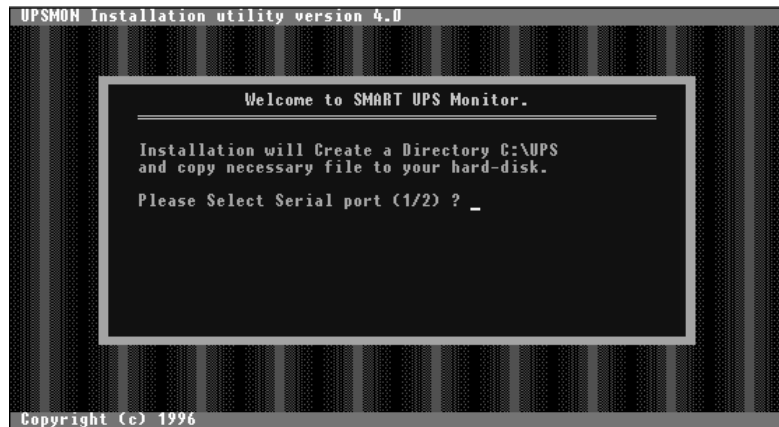 UPSMON Installation utility version 4.0
Welcome to SMART UPS Monitor.
Installation will Create a Directory C:\UPS
and copy necessary file to your hard-disk.
Please Select Serial port (1/2) ? _
Copyright (c) 1996